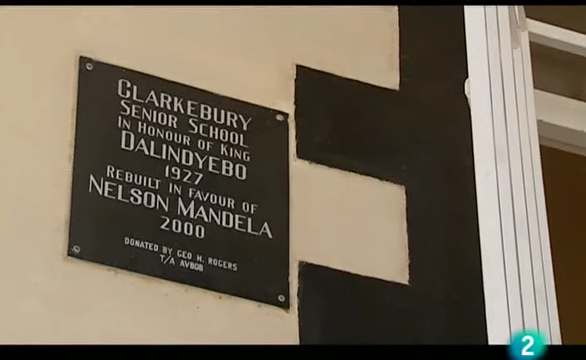 CLARKEBURY
SENIOR SCHOOL
IN HONOUR OF KING
DALINDYEBO
1927
REBUILT IN FAVOUR OF
NELSON MANDELA
2000
DONATED BY GEO H. ROGERS
T/A AVBOB
2